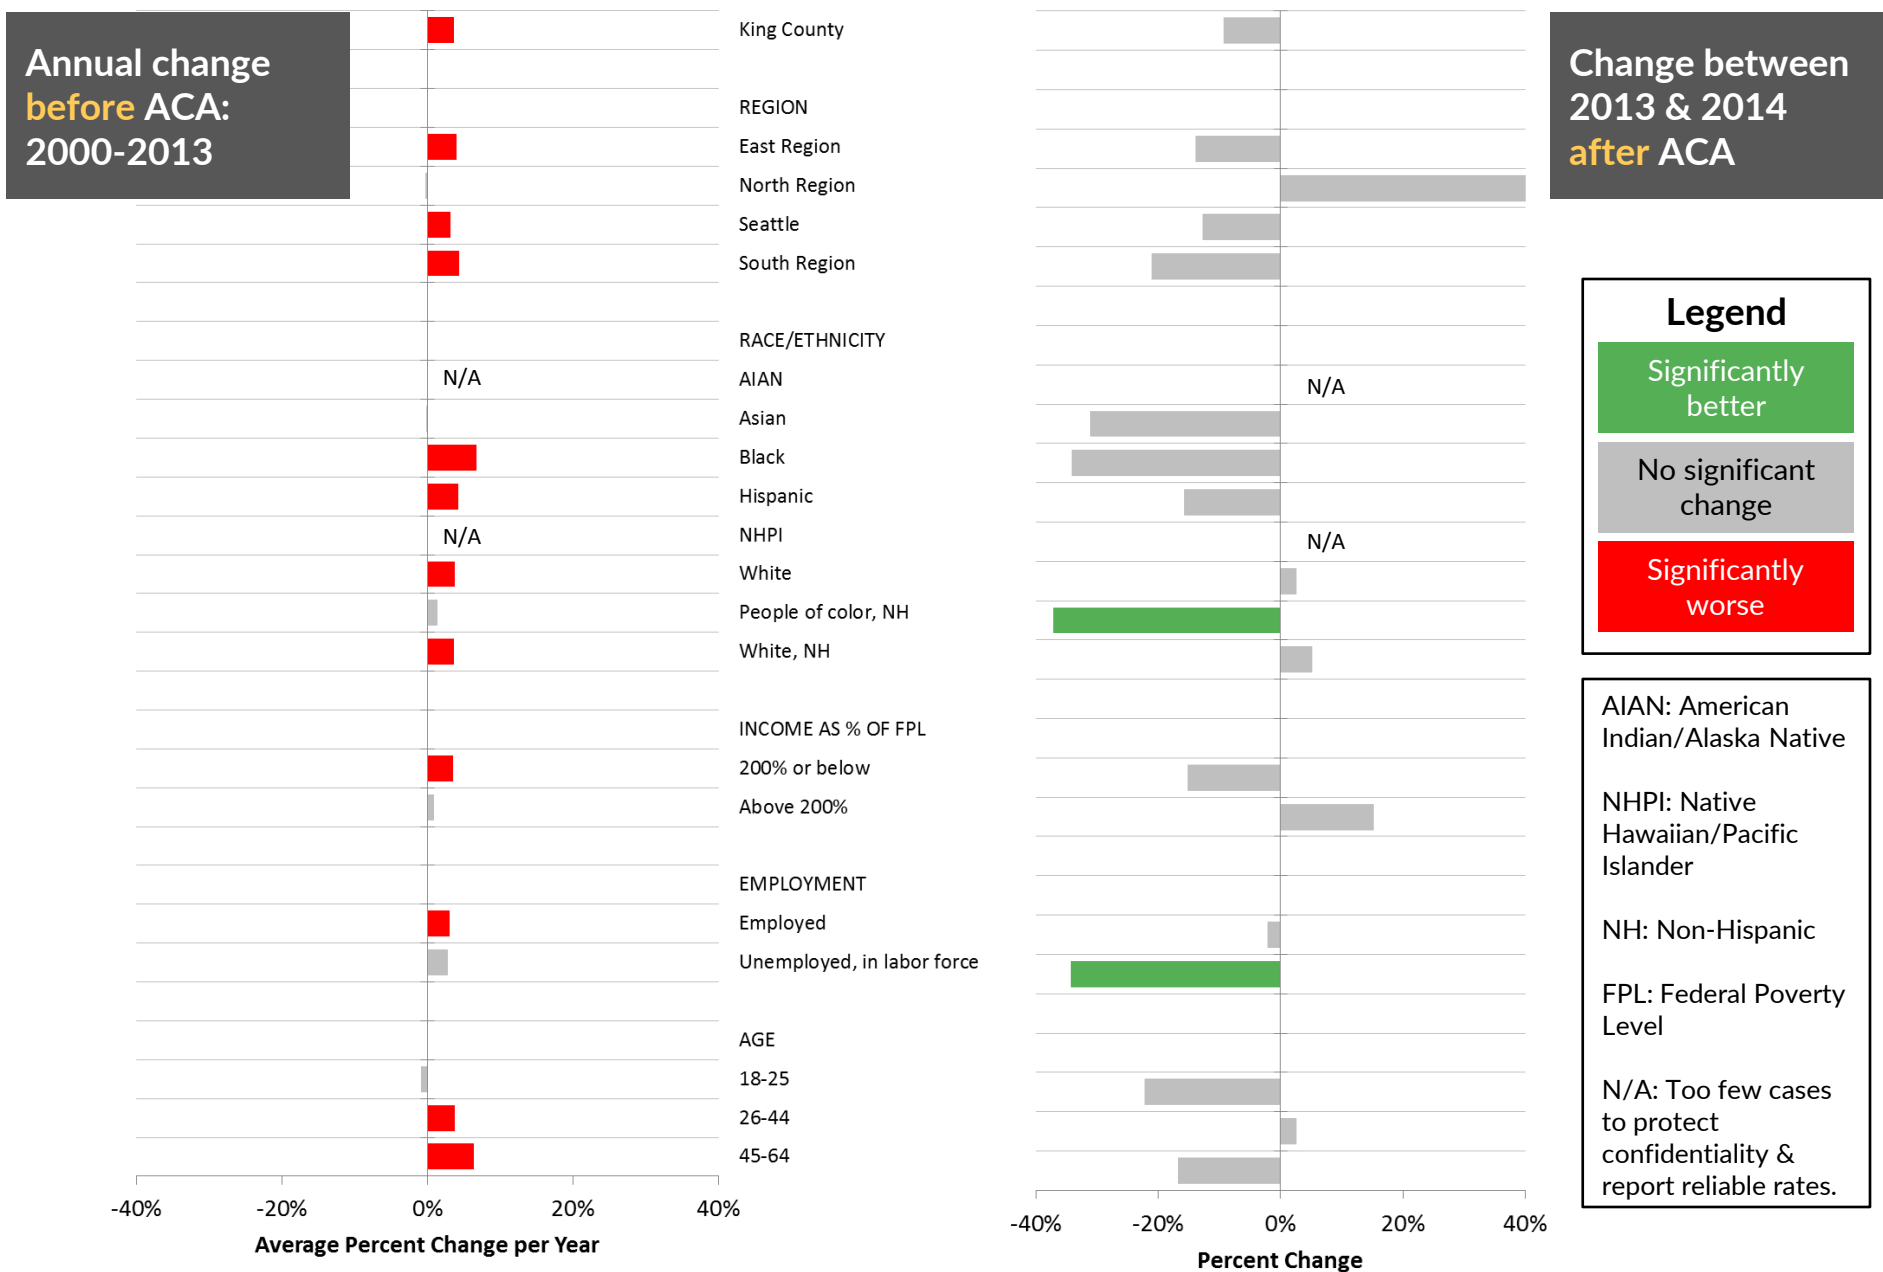 Annual change
before ACA:
2000-2013
Change between
2013 & 2014
after ACA
King County
REGION
East Region
North Region
Seattle
South Region
RACE/ETHNICITY
N/A
AIAN
N/A
Asian
Black
Hispanic
N/A
NHPI
N/A
White
People of color, NH
White, NH
INCOME AS % OF FPL
200% or below
Above 200%
EMPLOYMENT
Employed
Unemployed, in labor force
AGE
18-25
26-44
45-64
-40%
-20%
0%
20%
40%
Average Percent Change per Year
-40%
-20%
0%
20%
40%
Percent Change
Legend
Significantly
better
No significant
change
Significantly
worse
AIAN: American
Indian/Alaska Native
NHPI: Native
Hawaiian/Pacific
Islander
NH: Non-Hispanic
FPL: Federal Poverty
Level
N/A: Too few cases
to protect
confidentiality &
report reliable rates.